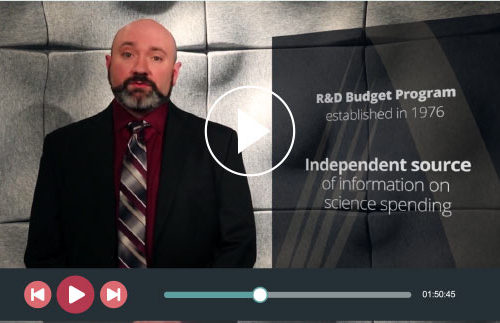 R&D Budget Program
established in 1976
Independent source
of information on
science spending
01:50:45